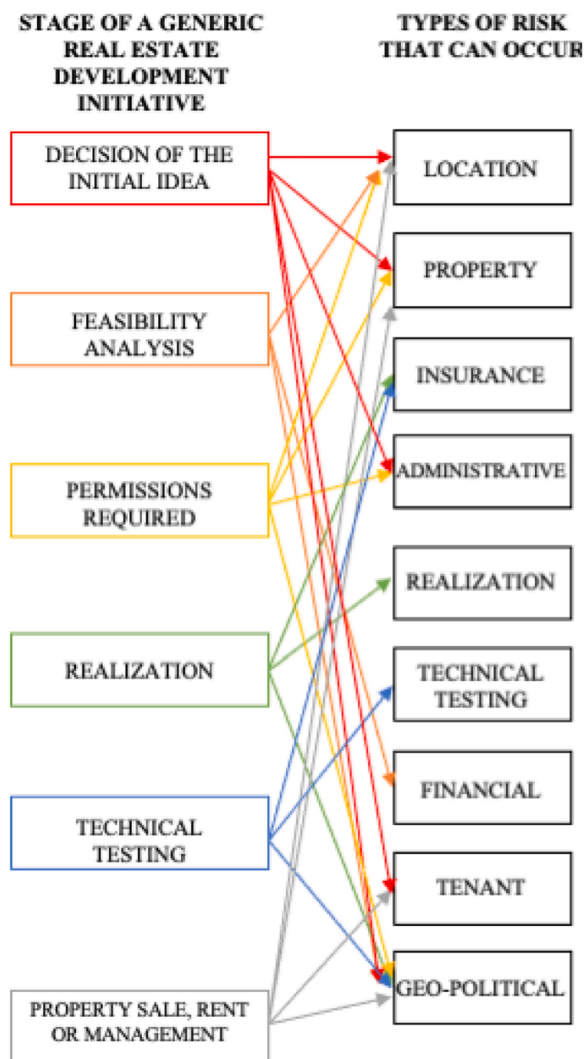 STAGE OF A GENERIC
REAL ESTATE
DEVELOPMENT
INITIATIVE
TYPES OF RISK
THAT CAN OCCUR
DECISION OF THE
INITIAL IDEA
FEASIBILITY
ANALYSIS
PERMISSIONS
REQUIRED
REALIZATION
TECHNICAL
TESTING
PROPERTY SALE, RENT
OR MANAGEMENT
LOCATION
PROPERTY
INSURANCE
ADMINISTRATIVE
REALIZATION
TECHNICAL
TESTING
FINANCIAL
TENANT
GEO-POLITICAL